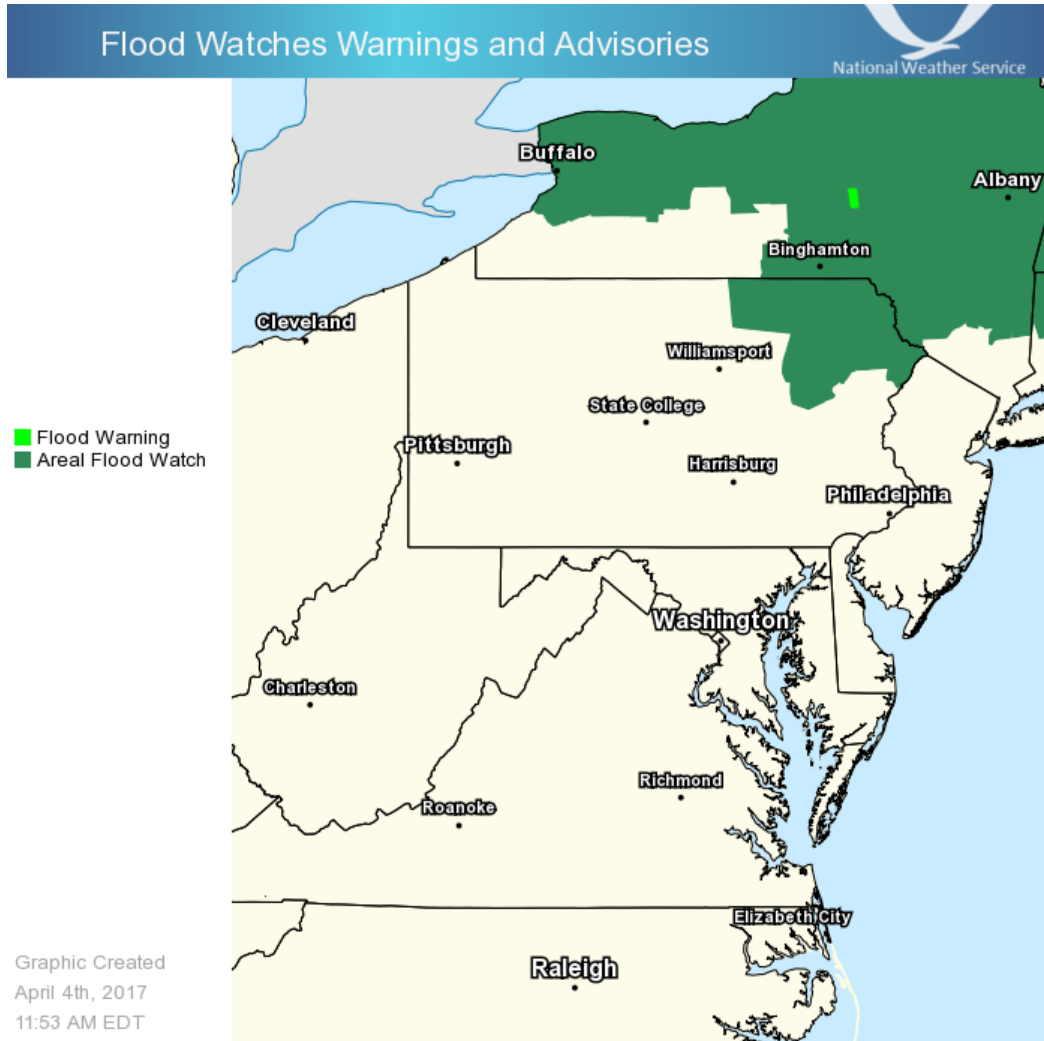 Flood Watches Warnings and Advisories
National Weather Service
Buffalo
Albany
Binghamton
Cleveland
Williamsport
State College
Flood Warning
Areal Flood Watch
Pittsburgh
Harrisburg
Philadelphia
Washington
Charleston
Richmond
Roanoke
Elizabeth City
Raleigh
Graphic Created
April 4th, 2017
11:53 AM EDT